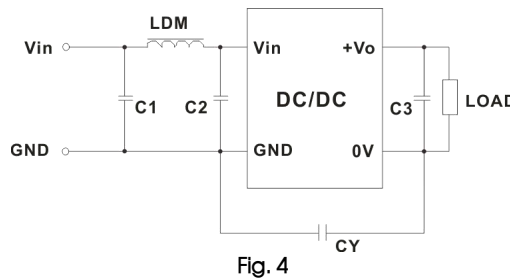 LDM
Vin
Vin
+Vo
C1
C2
DC/DC
C3
LOAD
GND
GND
0V
CY
Fig. 4